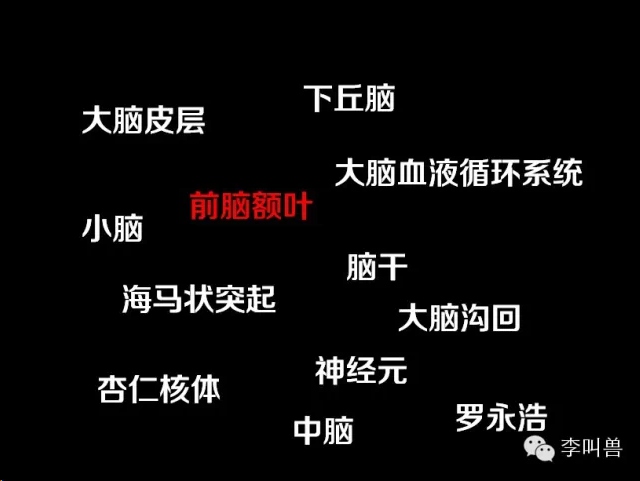 下丘脑
大脑皮层
大脑血液循环系统
前脑额叶
小脑
脑干
海马状突起
大脑沟回
神经元
杏仁核体
罗永浩
中脑
李叫兽